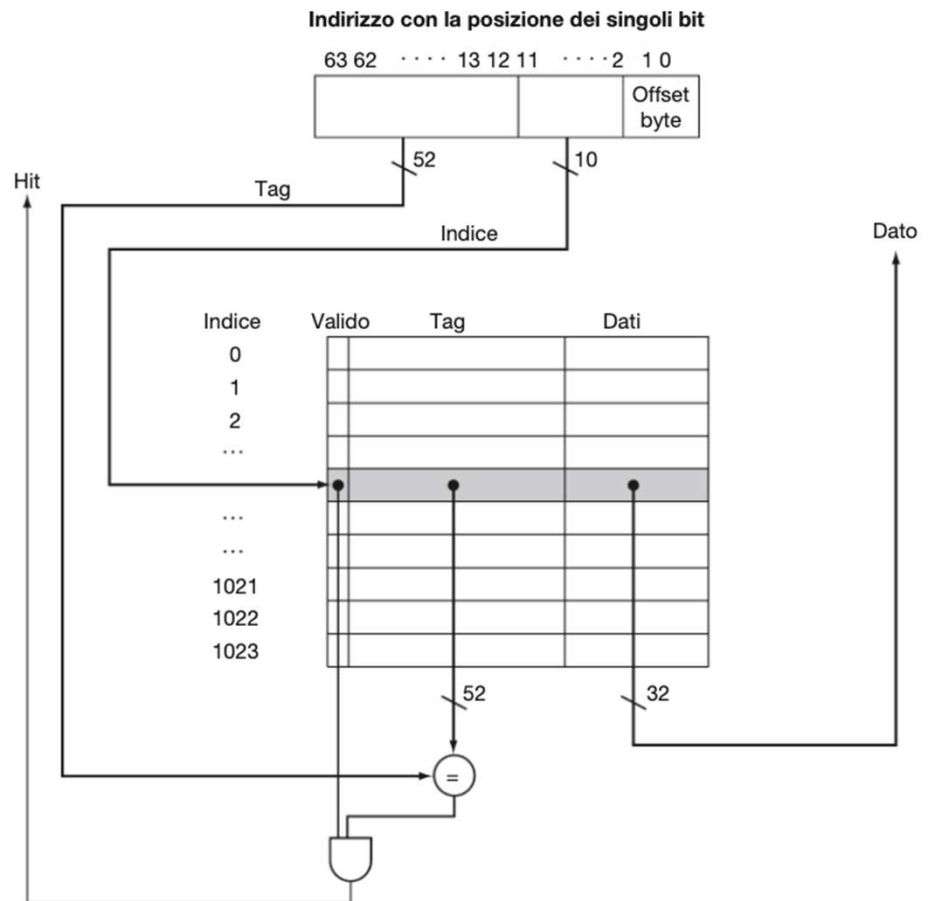 Indirizzo con la posizione dei singoli bit
63 62 ···· 13 12 11 ···· 2 1 0
Offset
byte
52
10
Hit
Tag
Indice
Dato
Indice Valido Tag Dati
0
1
2
...
...
...
1021
1022
1023
52
32
=